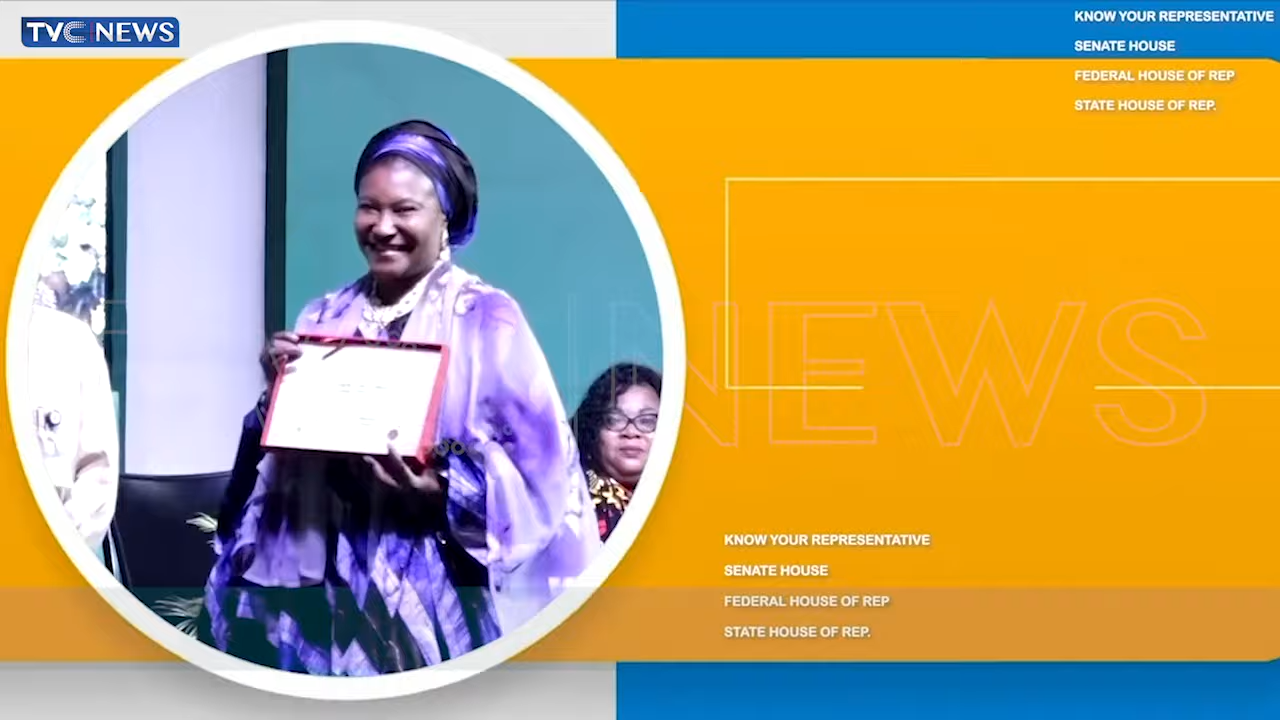 TVC NEWS
KNOW YOUR REPRESENTATIVE
SENATE HOUSE
FEDERAL HOUSE OF REP
STATE HOUSE OF REP.
NEWS
KNOW YOUR REPRESENTATIVE
SENATE HOUSE
FEDERAL HOUSE OF REP
STATE HOUSE OF REP.